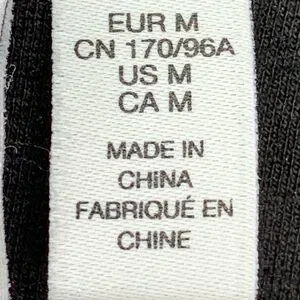 EUR M
CN 170/96A
US M
CA M
MADE IN
CHINA
FABRIQUÉ EN
CHINE